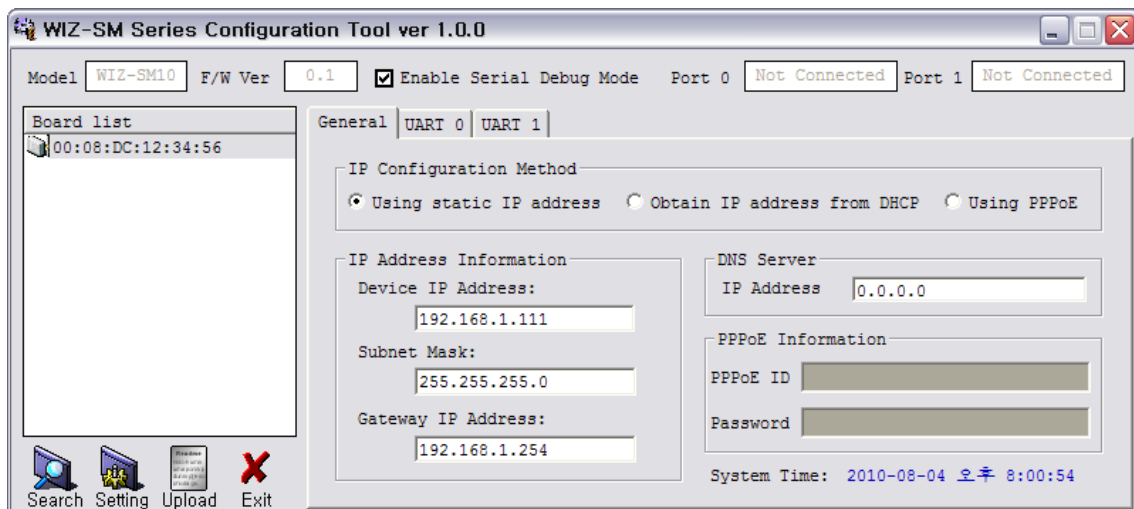 WIZ-SM Series Configuration Tool ver 1.0.0
Model WIZ-SM10 F/W Ver 0.1 Enable Serial Debug Mode Port 0 Not Connected Port 1 Not Connected
Board list
00:08:DC:12:34:56
General UART 0 UART 1
IP Configuration Method
Using static IP address Obtain IP address from DHCP Using PPPoE
IP Address Information
Device IP Address:
192.168.1.111
Subnet Mask:
255.255.255.0
Gateway IP Address:
192.168.1.254
DNS Server
IP Address 0.0.0.0
PPPoE Information
PPPoE ID
Password
System Time: 2010-08-04 오후 8:00:54
Search Setting Upload Exit